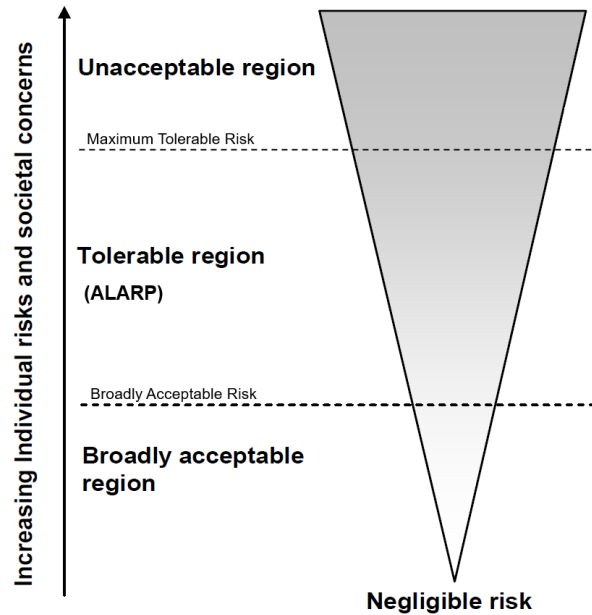 Increasing Individual risks and societal concerns
Unacceptable region
Maximum Tolerable Risk
Tolerable region
(ALARP)
Broadly Acceptable Risk
Broadly acceptable
region
Negligible risk